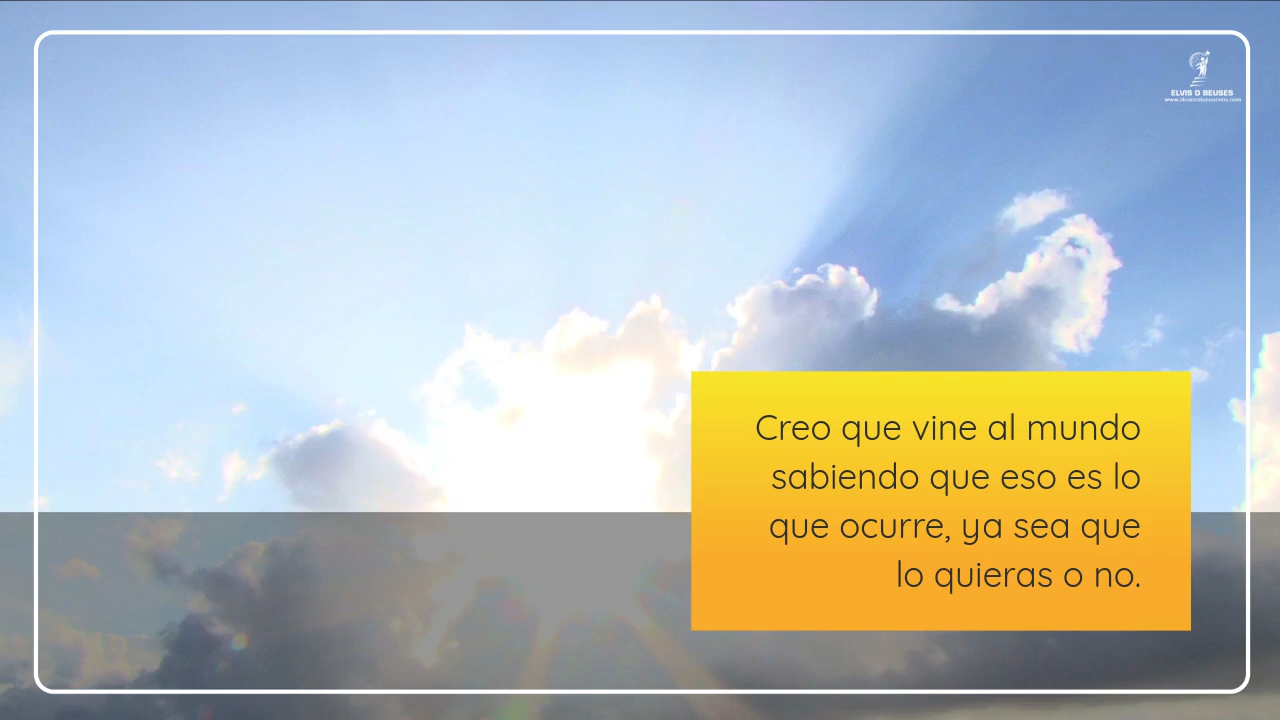 ELVIS D BEUSES
Creo que vine al mundo
sabiendo que eso es lo
que ocurre, ya sea que
lo quieras o no.